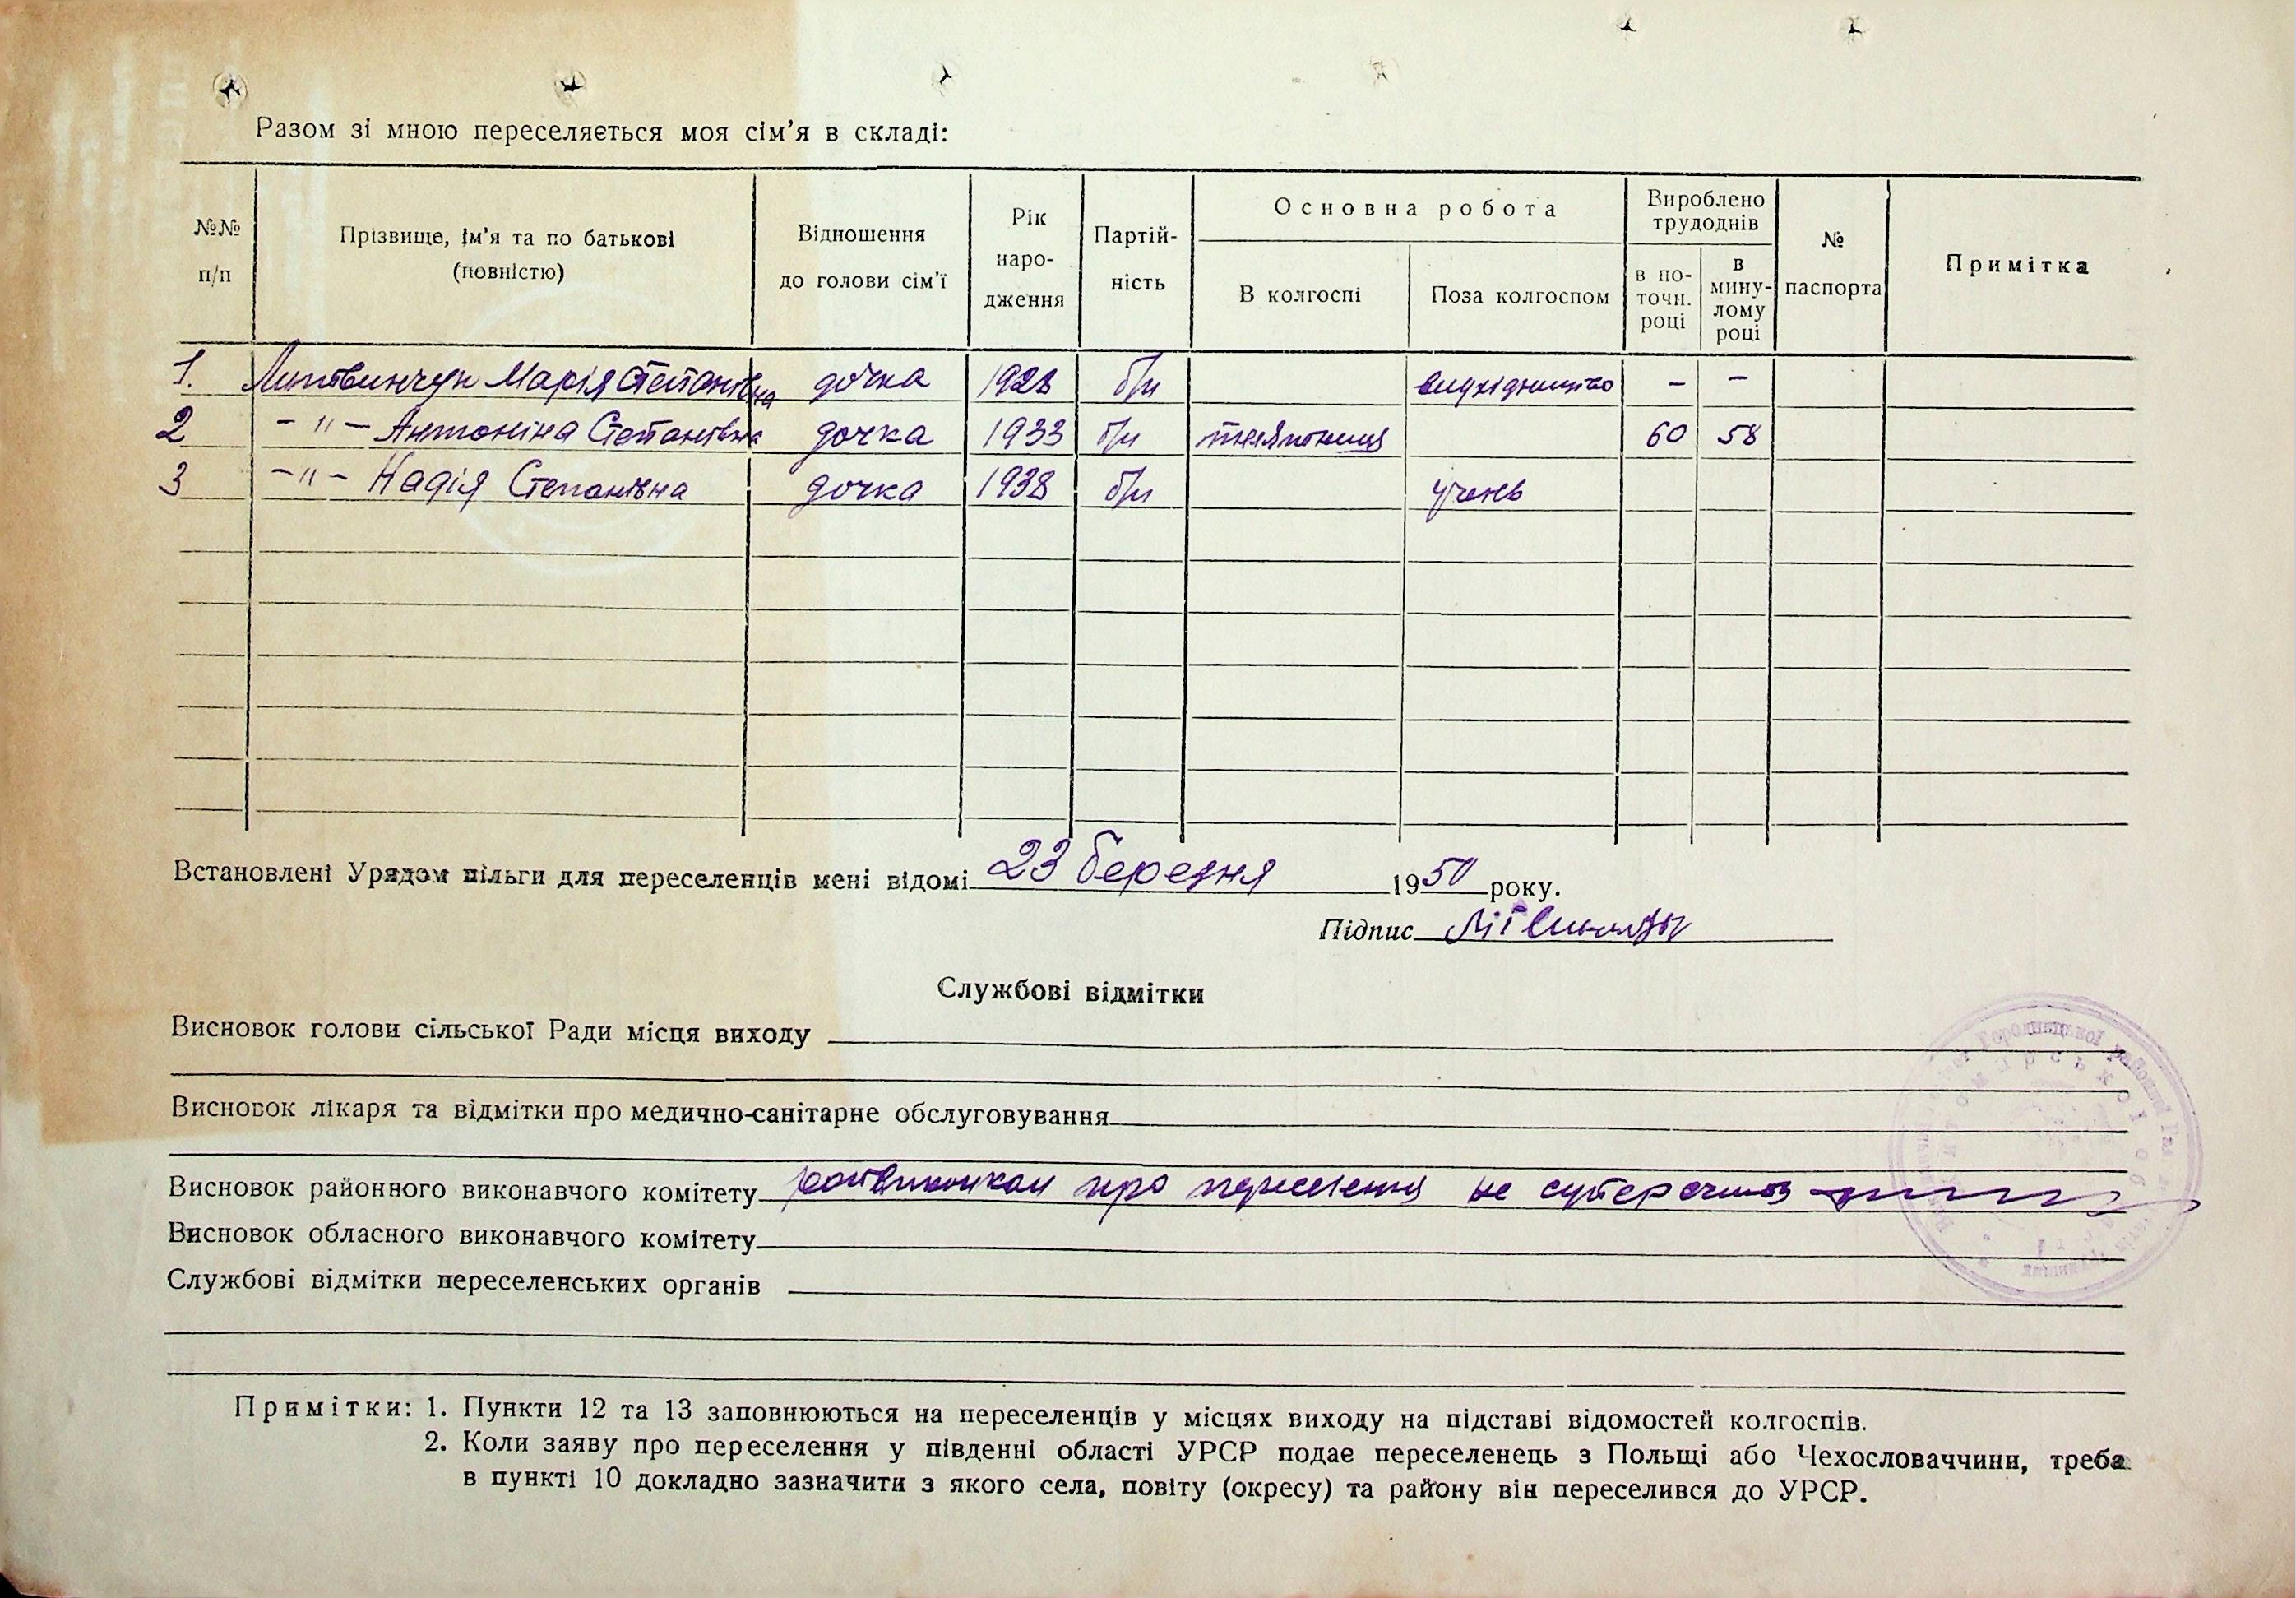 Разом зі мною переселяється моя сім'я в складі:
№№ п/п
Прізвище, ім'я та по батькові (повністю)
Відношення до голови сім'ї
Рік народження
Партійність
Основна робота
В колгоспі
Поза колгоспом
Вироблено трудоднів
в поточн. році
в минулому році
№ паспорта
Примітка
1. Литвинчук Марія Степанівна дочка 1928 б/п - -
2 -"- Антоніна Степанівна дочка 1933 б/п 60 58
3 -"- Надія Степанівна дочка 1938 б/п учень
Встановлені Урядом пільги для переселенців мені відомі 23 березня 1950 року.
Підпис
Службові відмітки
Висновок голови сільської Ради місця виходу
Висновок лікаря та відмітки про медично-санітарне обслуговування
Висновок районного виконавчого комітету райвиконком про переселення не суперечить
Висновок обласного виконавчого комітету
Службові відмітки переселенських органів
Примітки: 1. Пункти 12 та 13 заповнюються на переселенців у місцях виходу на підставі відомостей колгоспів.
2. Коли заяву про переселення у південні області УРСР подає переселенець з Польщі або Чехословаччини, треба
в пункті 10 докладно зазначити з якого села, повіту (окресу) та району він переселився до УРСР.